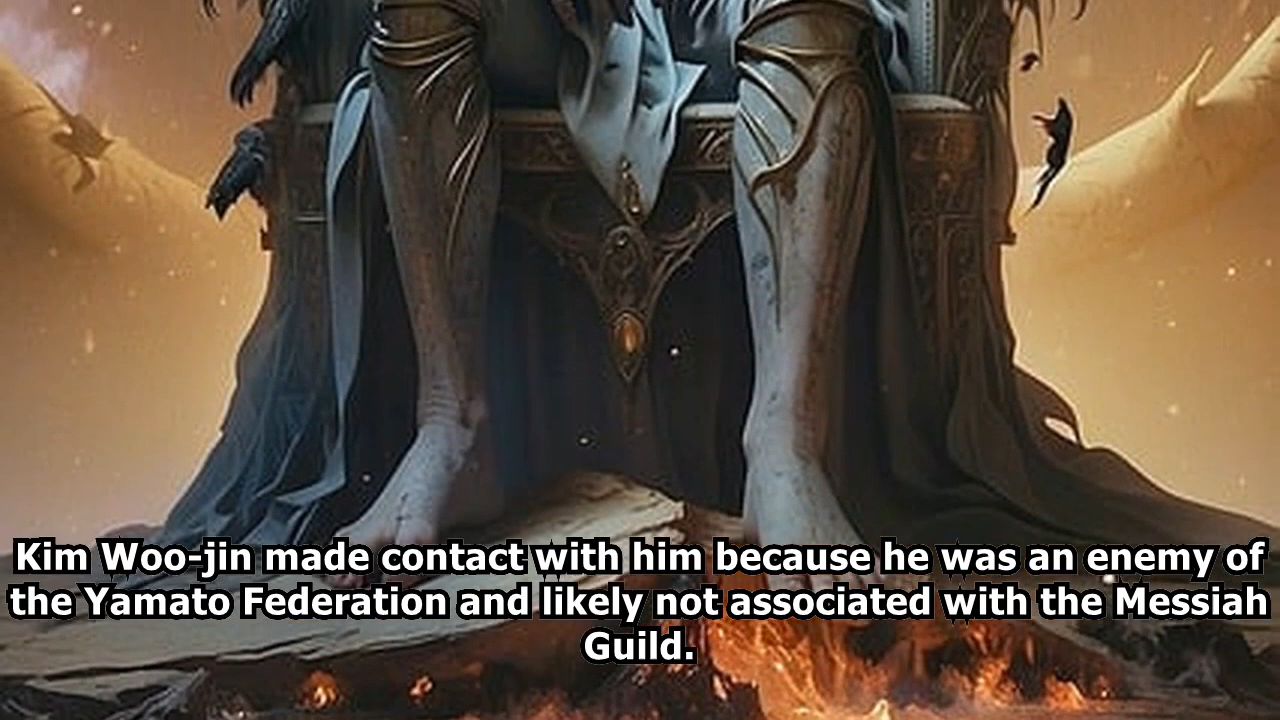 Kim Woo-jin made contact with him because he was an enemy of
the Yamato Federation and likely not associated with the Messiah
Guild.